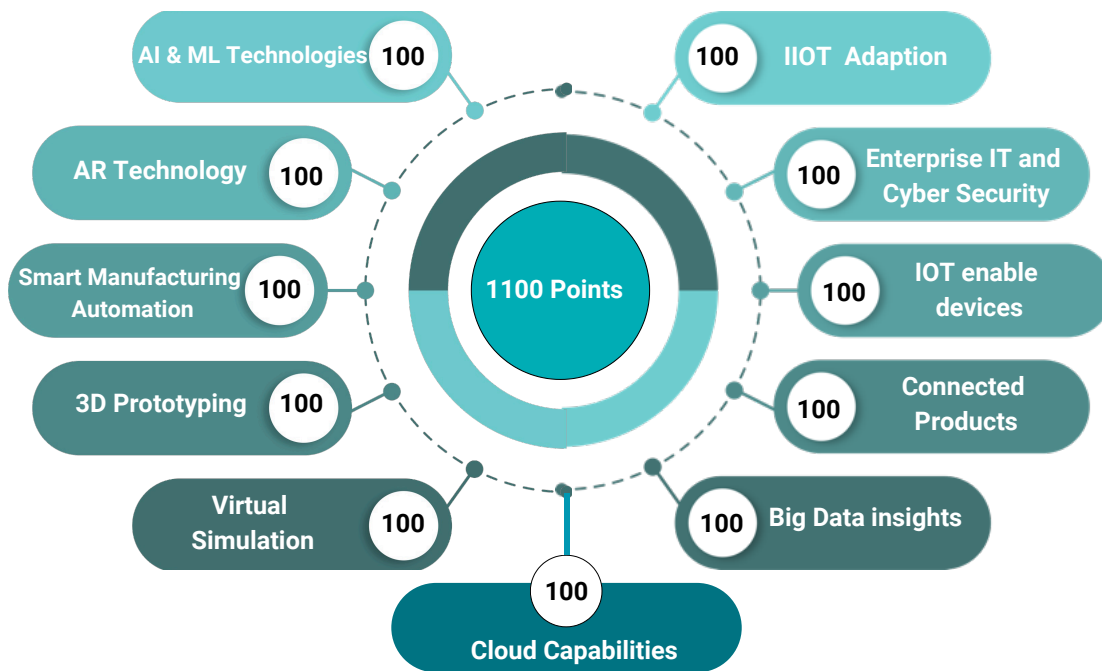 AI & ML Technologies
100
100
IIOT Adaption
AR Technology
100
100
Enterprise IT and
Cyber Security
Smart Manufacturing
Automation
100
1100 Points
100
IOT enable
devices
3D Prototyping
100
100
Connected
Products
Virtual
Simulation
100
100
Big Data insights
100
Cloud Capabilities